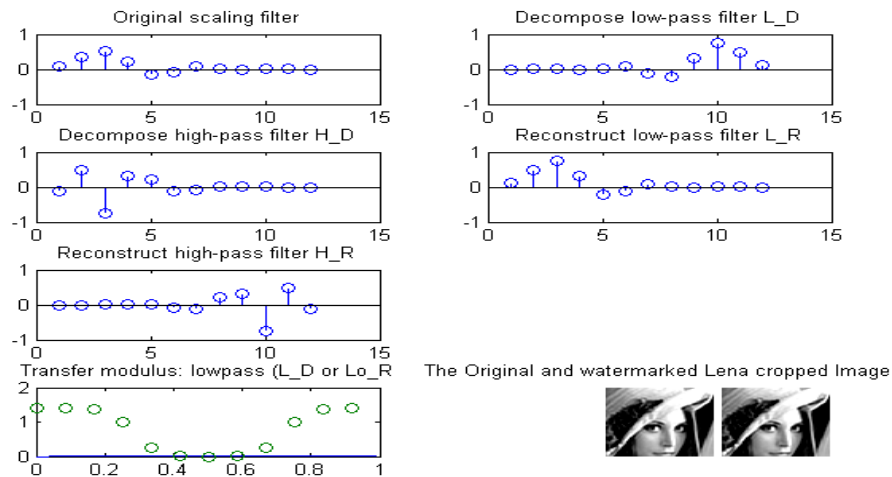 Original scaling filter
Decompose low-pass filter L_D
1
0
-1
0 5 10 15
1
0
-1
0 5 10 15
Decompose high-pass filter H_D
Reconstruct low-pass filter L_R
1
0
-1
0 5 10 15
1
0
-1
0 5 10 15
Reconstruct high-pass filter H_R
1
0
-1
0 5 10 15
Transfer modulus: lowpass (L_D or Lo_R
The Original and watermarked Lena cropped Image
2
1
0
0 0.2 0.4 0.6 0.8 1